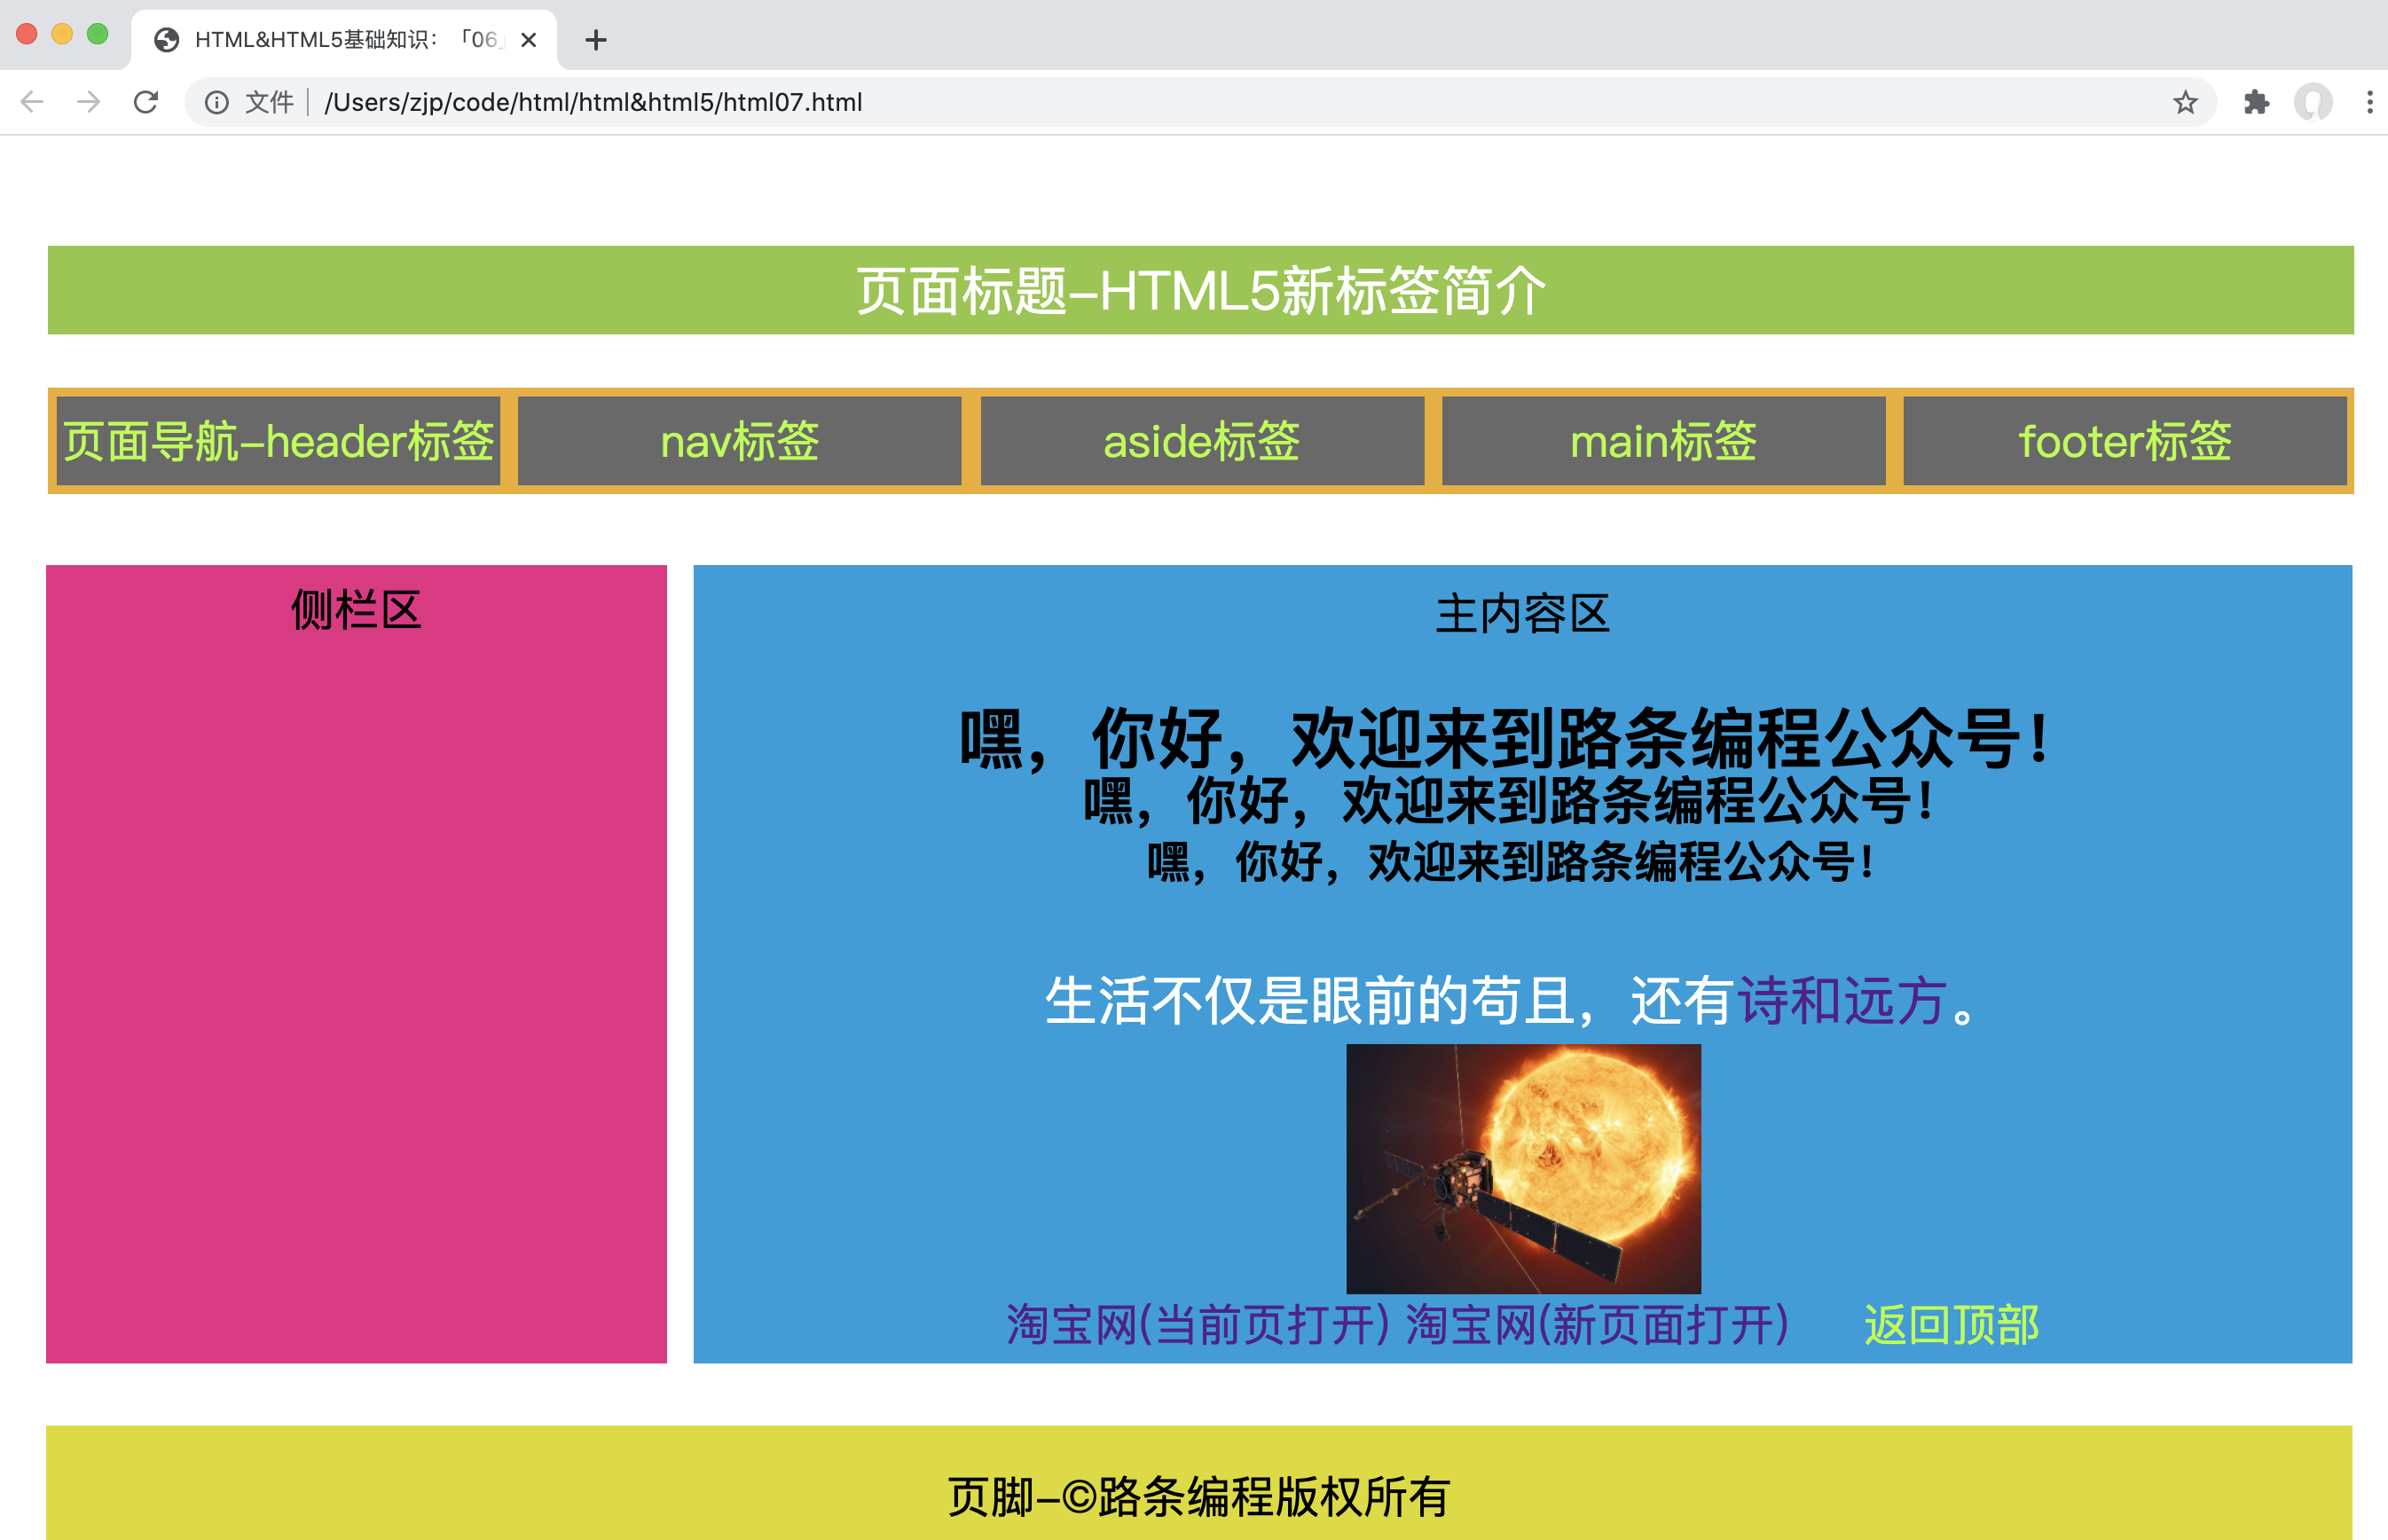 HTML&HTML5基础知识：「06」
文件 /Users/zjp/code/html/html&html5/html07.html
页面标题-HTML5新标签简介
页面导航-header标签 nav标签 aside标签 main标签 footer标签
侧栏区
主内容区
嘿，你好，欢迎来到路条编程公众号！
嘿，你好，欢迎来到路条编程公众号！
嘿，你好，欢迎来到路条编程公众号！
生活不仅是眼前的苟且，还有诗和远方。
淘宝网(当前页打开) 淘宝网(新页面打开) 返回顶部
页脚-©路条编程版权所有